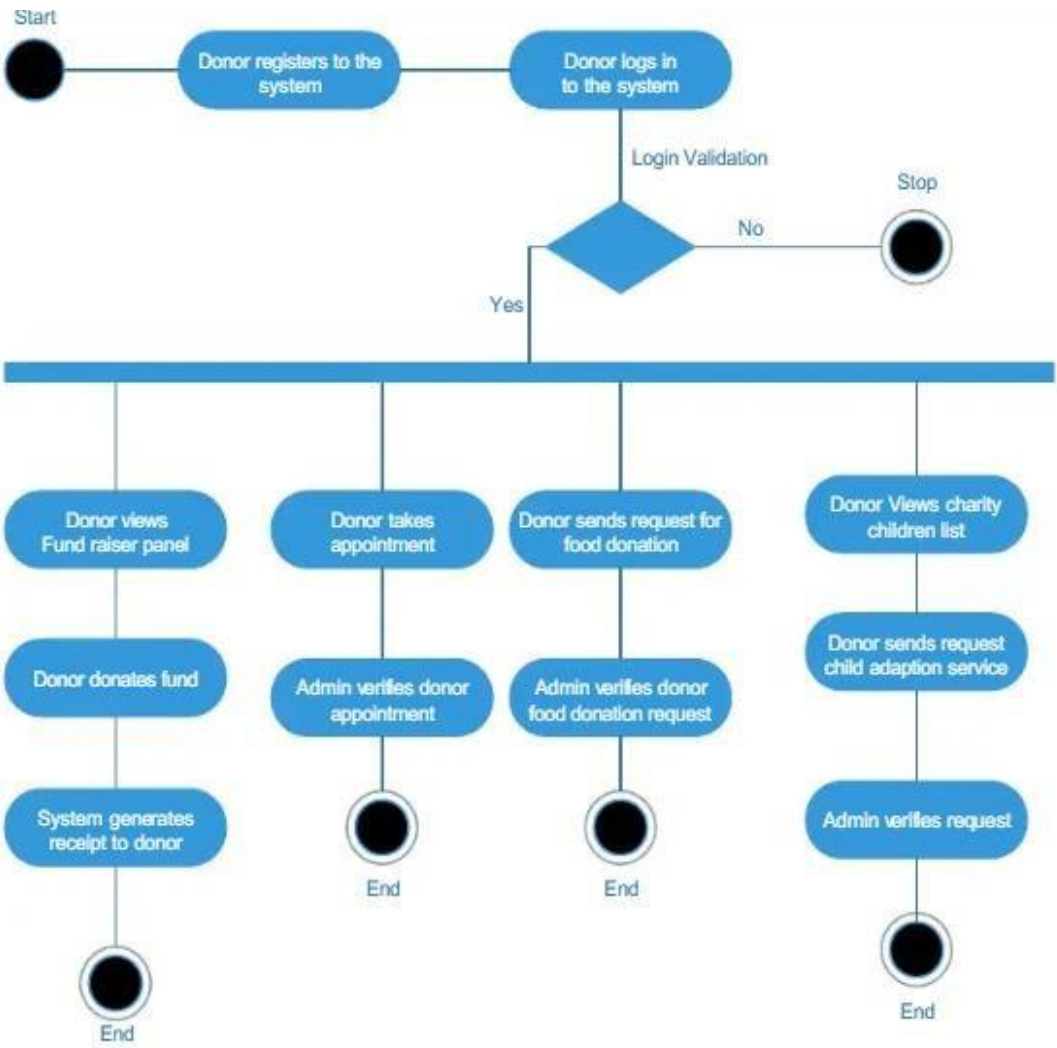 Start
Donor registers to the
system
Donor logs in
to the system
Login Validation
Stop
No
Yes
Donor views
Fund raiser panel
Donor takes
appointment
Donor sends request for
food donation
Donor Views charity
children list
Donor donates fund
Admin verifies donor
appointment
Admin verifies donor
food donation request
Donor sends request
child adaption service
System generates
receipt to donor
Admin verifies request
End
End
End
End